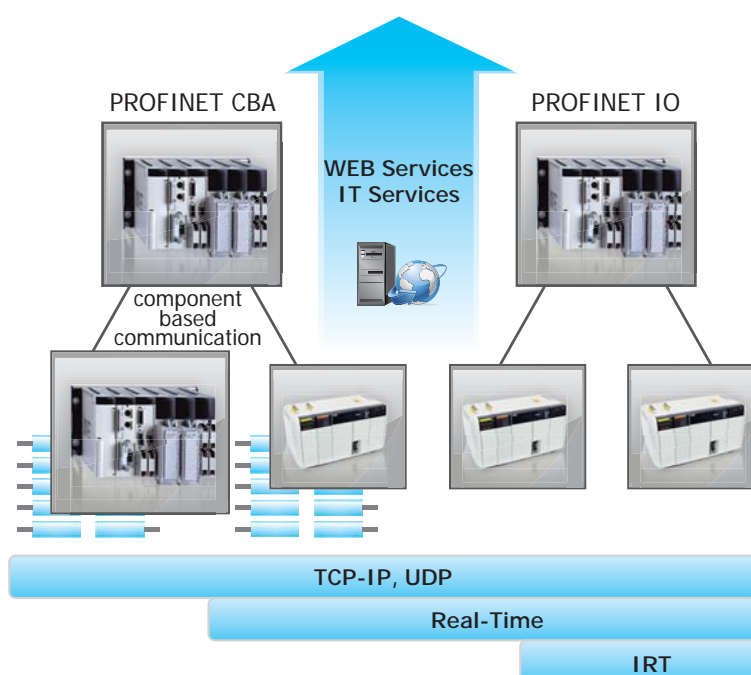 PROFINET CBA
PROFINET IO
WEB Services
IT Services
component
based
communication
TCP-IP, UDP
Real-Time
IRT